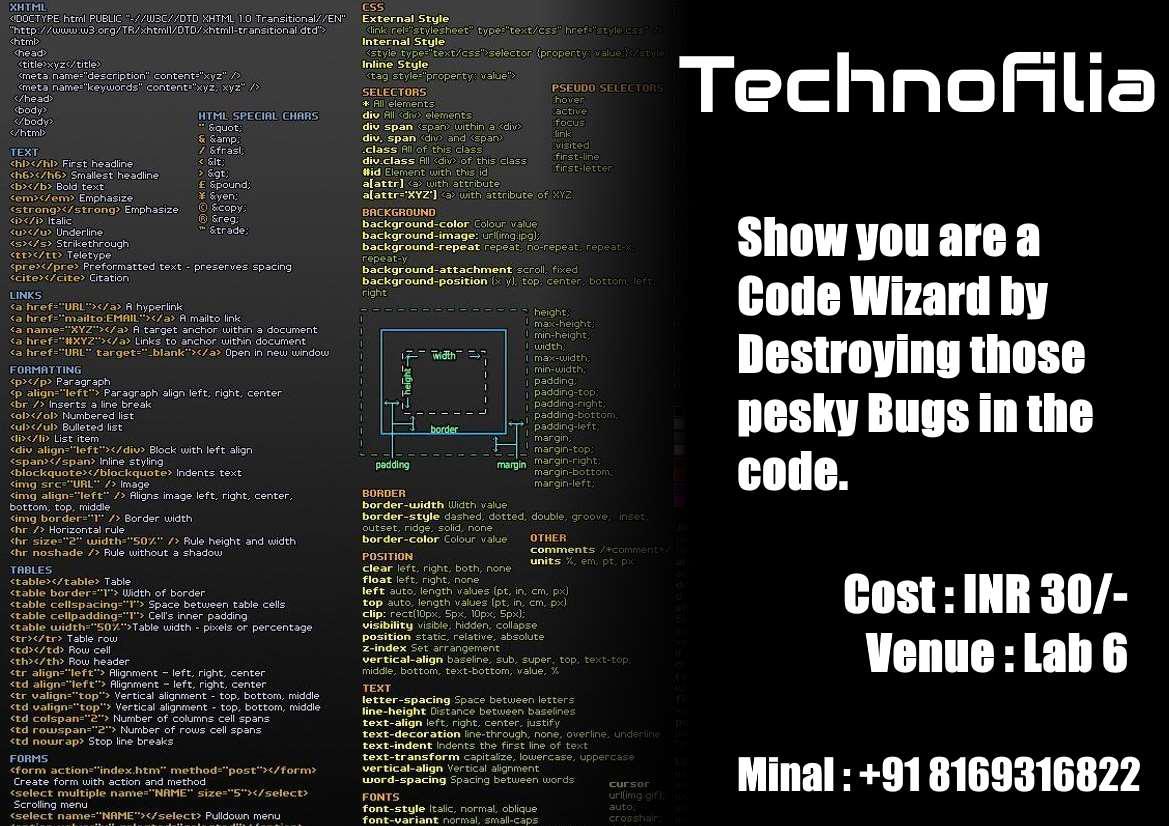 XHTML
<!DOCTYPE html PUBLIC "-//W3C//DTD XHTML 1.0 Transitional//EN"
"http://www.w3.org/TR/xhtml1/DTD/xhtml1-transitional.dtd">
<html>
<head>
<title>xyz</title>
<meta name="description" content="xyz" />
<meta name="keywords" content="xyz, xyz" />
</head>
<body>
</body>
</html>
HTML SPECIAL CHARS
" &quot;
& &amp;
/ &frasl;
< &lt;
> &gt;
£ &pound;
¥ &yen;
© &copy;
® &reg;
™ &trade;
TEXT
<h1></h1> First headline
<h6></h6> Smallest headline
<b></b> Bold text
<em></em> Emphasize
<strong></strong> Emphasize
<i></i> Italic
<u></u> Underline
<s></s> Strikethrough
<tt></tt> Teletype
<pre></pre> Preformatted text - preserves spacing
<cite></cite> Citation
LINKS
<a href="URL"></a> A hyperlink
<a href="mailto:EMAIL"></a> A mailto link
<a name="XYZ"></a> A target anchor within a document
<a href="#XYZ"></a> Links to anchor within document
<a href="URL" target="_blank"></a> Open in new window
FORMATTING
<p></p> Paragraph
<p align="left"> Paragraph align left, right, center
<br /> Inserts a line break
<ol></ol> Numbered list
<ul></ul> Bulleted list
<li></li> List item
<div align="left"></div> Block with left align
<span></span> Inline styling
<blockquote></blockquote> Indents text
<img src="URL" /> Image
<img align="left" /> Aligns image left, right, center,
bottom, top, middle
<img border="1" /> Border width
<hr /> Horizontal rule
<hr size="2" width="50%" /> Rule height and width
<hr noshade /> Rule without a shadow
TABLES
<table></table> Table
<table border="1"> Width of border
<table cellspacing="1"> Space between table cells
<table cellpadding="1"> Cell's inner padding
<table width="50%">Table width - pixels or percentage
<tr></tr> Table row
<td></td> Row cell
<th></th> Row header
<tr align="left"> Alignment - left, right, center
<td align="left"> Alignment - left, right, center
<tr valign="top"> Vertical alignment - top, bottom, middle
<td valign="top"> Vertical alignment - top, bottom, middle
<td colspan="2"> Number of columns cell spans
<td rowspan="2"> Number of rows cell spans
<td nowrap> Stop line breaks
FORMS
<form action="index.htm" method="post"></form>
Create form with action and method
<select multiple name="NAME" size="5"></select>
Scrolling menu
<select name="NAME"></select> Pulldown menu
CSS
External Style
<link rel="stylesheet" type="text/css" href="style.css" />
Internal Style
<style type="text/css">selector {property: value;}</style>
Inline Style
<tag style="property: value">
SELECTORS
* All elements
div All <div> elements
div span <span> within a <div>
div, span <div> and <span>
.class All of this class
div.class All <div> of this class
#id Element with this id
a[attr] <a> with attribute
a[attr='XYZ'] <a> with attribute of XYZ
PSEUDO SELECTORS
:hover
:active
:focus
:link
:visited
:first-line
:first-letter
BACKGROUND
background-color Colour value
background-image: url(img.jpg);
background-repeat repeat, no-repeat, repeat-x,
repeat-y
background-attachment scroll, fixed
background-position (x y), top, center, bottom, left,
right
width
height
border
padding
margin
height;
max-height;
min-height;
width;
max-width;
min-width;
padding;
padding-top;
padding-right;
padding-bottom;
padding-left;
margin;
margin-top;
margin-right;
margin-bottom;
margin-left;
BORDER
border-width Width value
border-style dashed, dotted, double, groove, inset,
outset, ridge, solid, none
border-color Colour value
OTHER
comments /*comment*/
units %, em, pt, px
POSITION
clear left, right, both, none
float left, right, none
left auto, length values (pt, in, cm, px)
top auto, length values (pt, in, cm, px)
clip: rect(10px, 5px, 10px, 5px);
visibility visible, hidden, collapse
position static, relative, absolute
z-index Set arrangement
vertical-align baseline, sub, super, top, text-top,
middle, bottom, text-bottom, value, %
TEXT
letter-spacing Space between letters
line-height Distance between baselines
text-align left, right, center, justify
text-decoration line-through, none, overline, underline
text-indent Indents the first line of text
text-transform capitalize, lowercase, uppercase
vertical-align Vertical alignment
word-spacing Spacing between words
FONTS
font-style Italic, normal, oblique
font-variant normal, small-caps
cursor
url(img.gif);
auto;
crosshair;
Technofilia
Show you are a
Code Wizard by
Destroying those
pesky Bugs in the
code.
Cost : INR 30/-
Venue : Lab 6
Minal : +91 8169316822